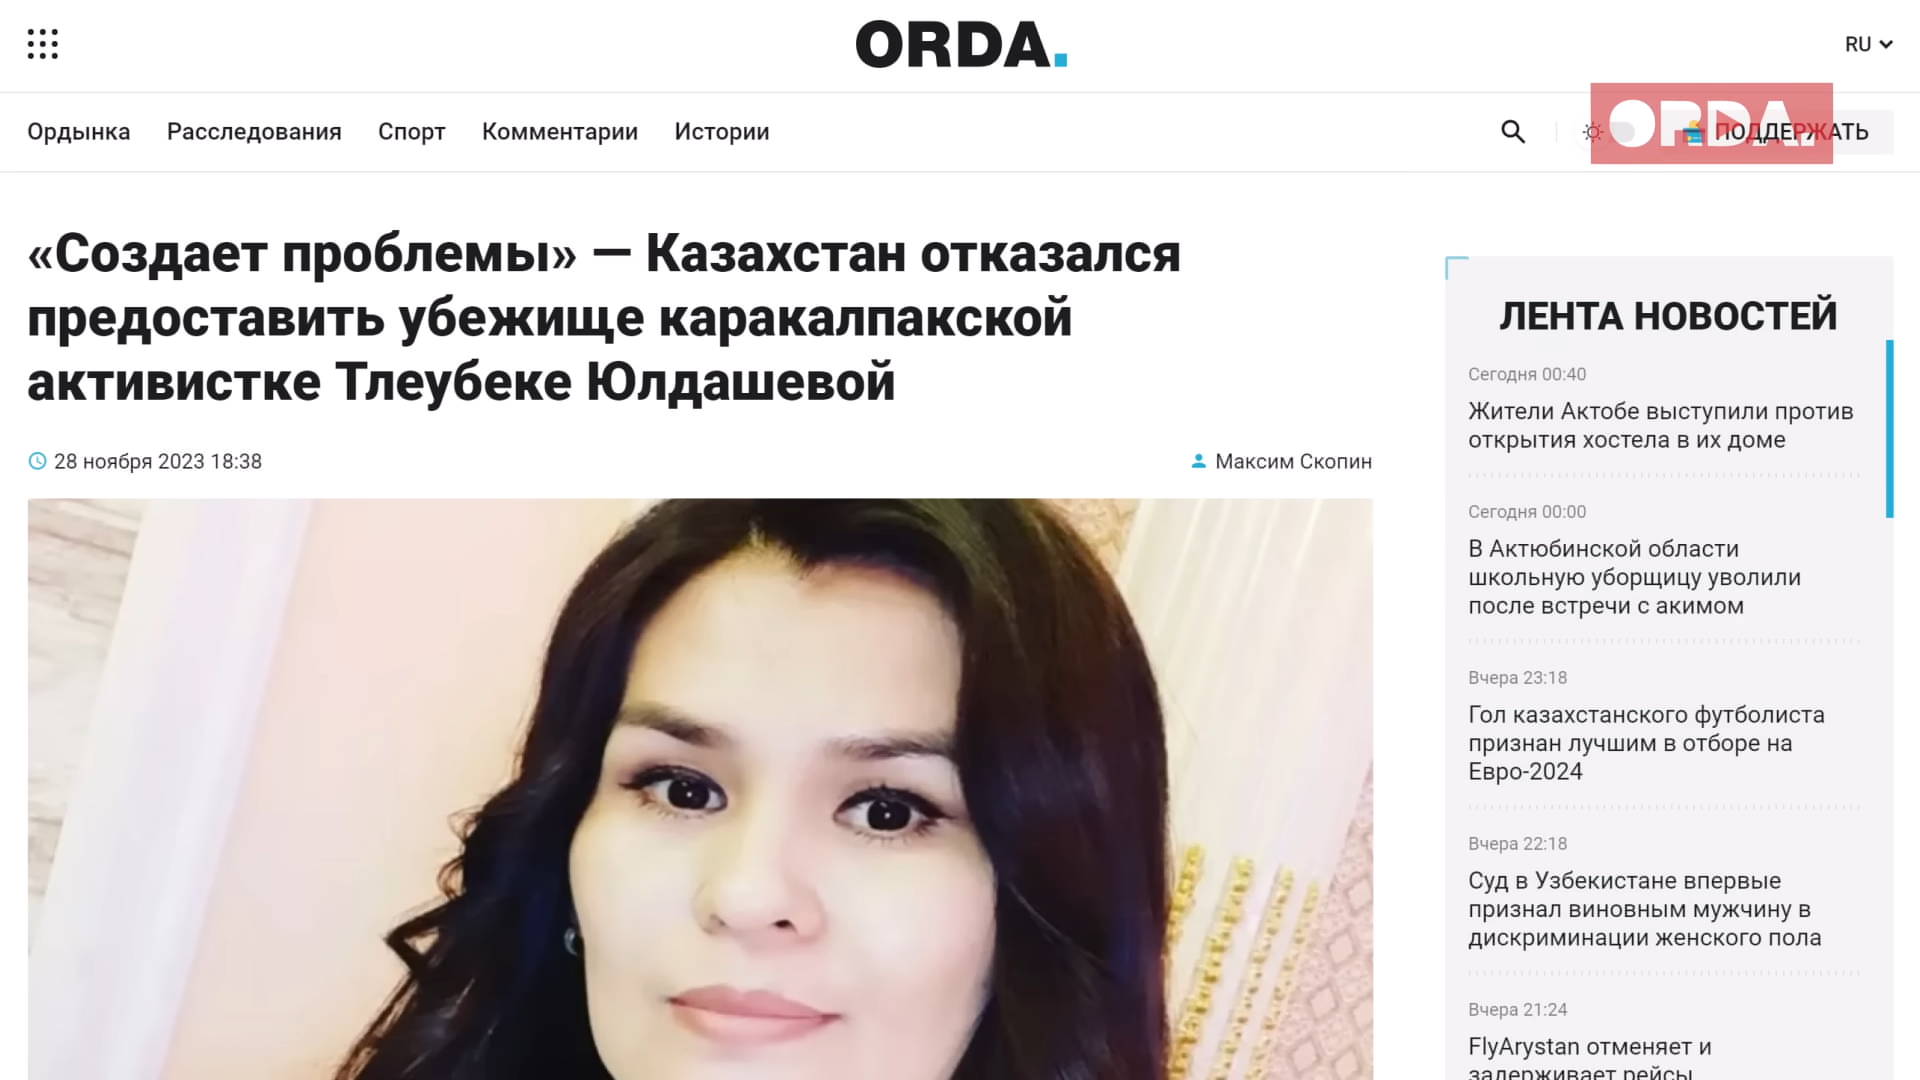 ORDA.
RU
Ордынка
Расследования
Спорт
Комментарии
Истории
ORDA.
ПОДДЕРЖАТЬ
«Создает проблемы» — Казахстан отказался
предоставить убежище каракалпакской
активистке Тлеубеке Юлдашевой
28 ноября 2023 18:38
Максим Скопин
ЛЕНТА НОВОСТЕЙ
Сегодня 00:40
Жители Актобе выступили против
открытия хостела в их доме
Сегодня 00:00
В Актюбинской области
школьную уборщицу уволили
после встречи с акимом
Вчера 23:18
Гол казахстанского футболиста
признан лучшим в отборе на
Евро-2024
Вчера 22:18
Суд в Узбекистане впервые
признал виновным мужчину в
дискриминации женского пола
Вчера 21:24
FlyArystan отменяет и
задерживает рейсы